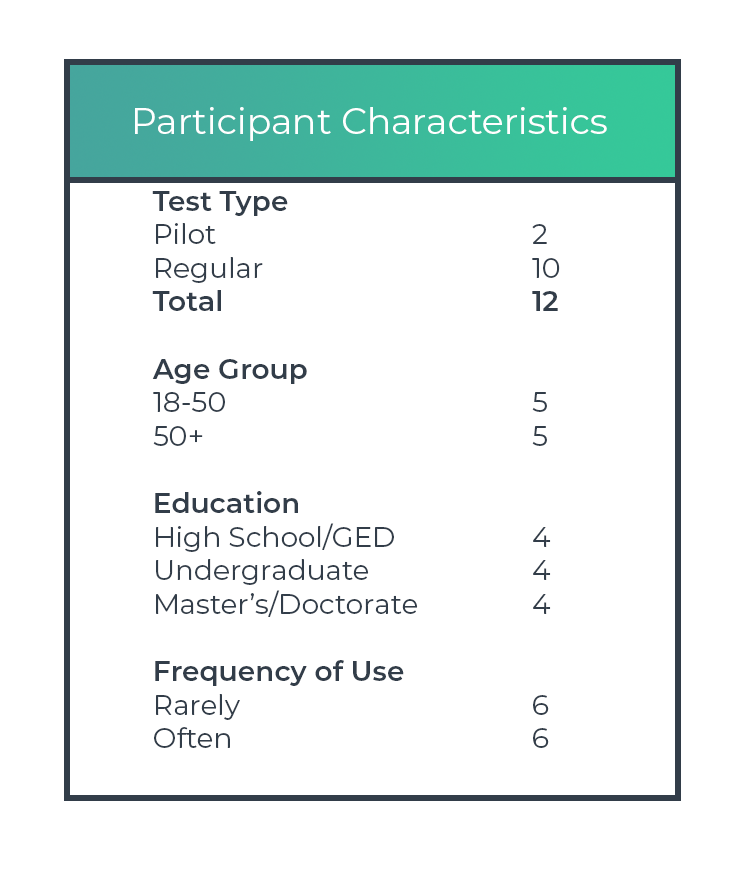 Participant Characteristics
Test Type
Pilot 2
Regular 10
Total 12
Age Group
18-50 5
50+ 5
Education
High School/GED 4
Undergraduate 4
Master’s/Doctorate 4
Frequency of Use
Rarely 6
Often 6